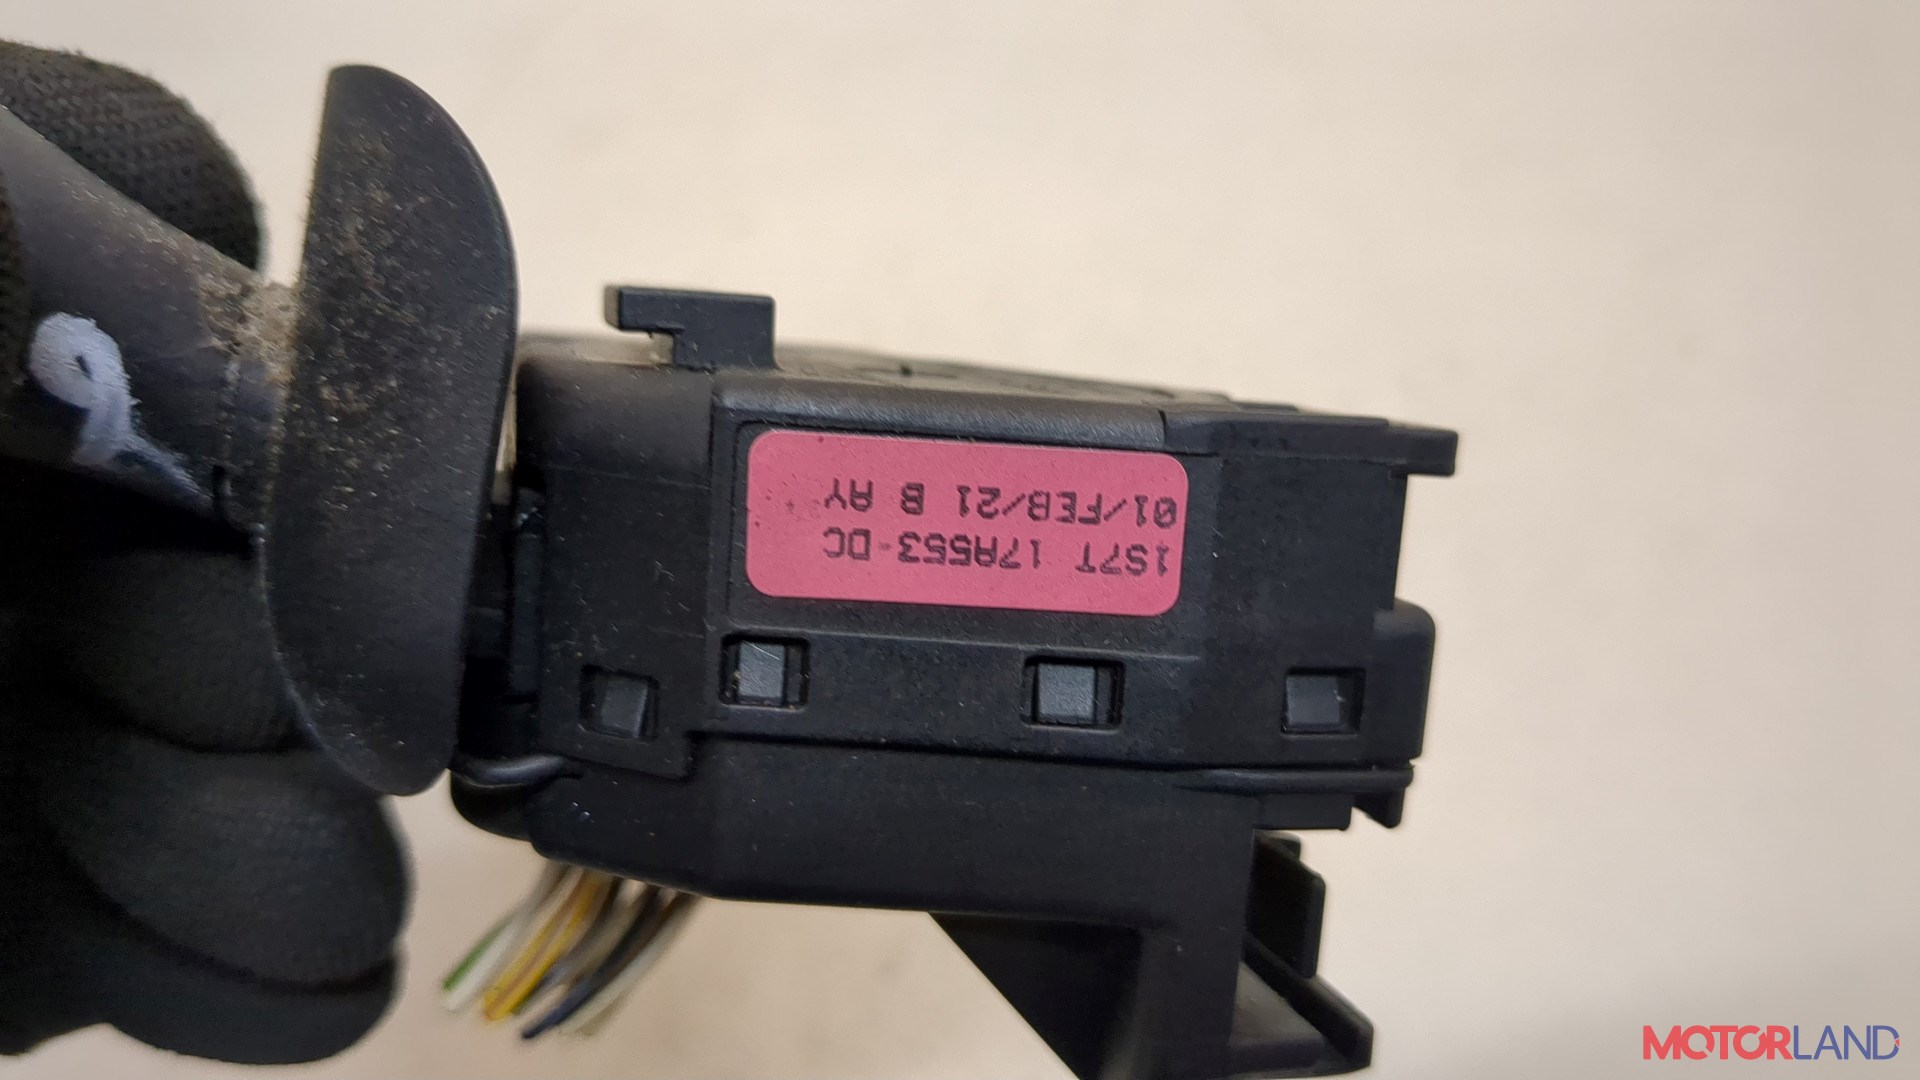 1S7T 17A553-DC
01/FEB/21 B AY
MOTORLAND